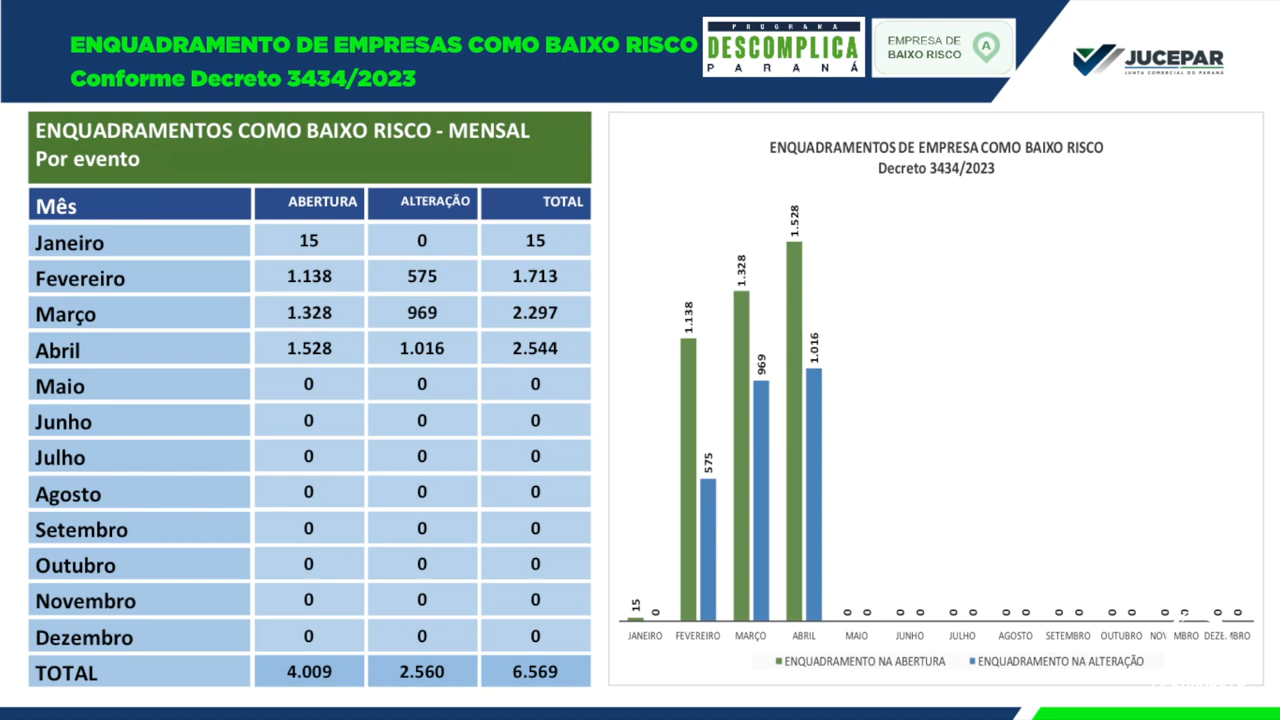 ENQUADRAMENTO DE EMPRESAS COMO BAIXO RISCO
Conforme Decreto 3434/2023
PROGRAMA
DESCOMPLICA
PARANÁ
EMPRESA DE
BAIXO RISCO
A
JUCEPAR
JUNTA COMERCIAL DO PARANÁ
ENQUADRAMENTOS COMO BAIXO RISCO - MENSAL
Por evento
Mês ABERTURA ALTERAÇÃO TOTAL
Janeiro 15 0 15
Fevereiro 1.138 575 1.713
Março 1.328 969 2.297
Abril 1.528 1.016 2.544
Maio 0 0 0
Junho 0 0 0
Julho 0 0 0
Agosto 0 0 0
Setembro 0 0 0
Outubro 0 0 0
Novembro 0 0 0
Dezembro 0 0 0
TOTAL 4.009 2.560 6.569
ENQUADRAMENTOS DE EMPRESA COMO BAIXO RISCO
Decreto 3434/2023
15 0 1.138 575 1.328 969 1.528 1.016 0 0 0 0 0 0 0 0 0 0 0 0 0 0 0 0
JANEIRO FEVEREIRO MARÇO ABRIL MAIO JUNHO JULHO AGOSTO SETEMBRO OUTUBRO NOVEMBRO DEZEMBRO
ENQUADRAMENTO NA ABERTURA ENQUADRAMENTO NA ALTERAÇÃO